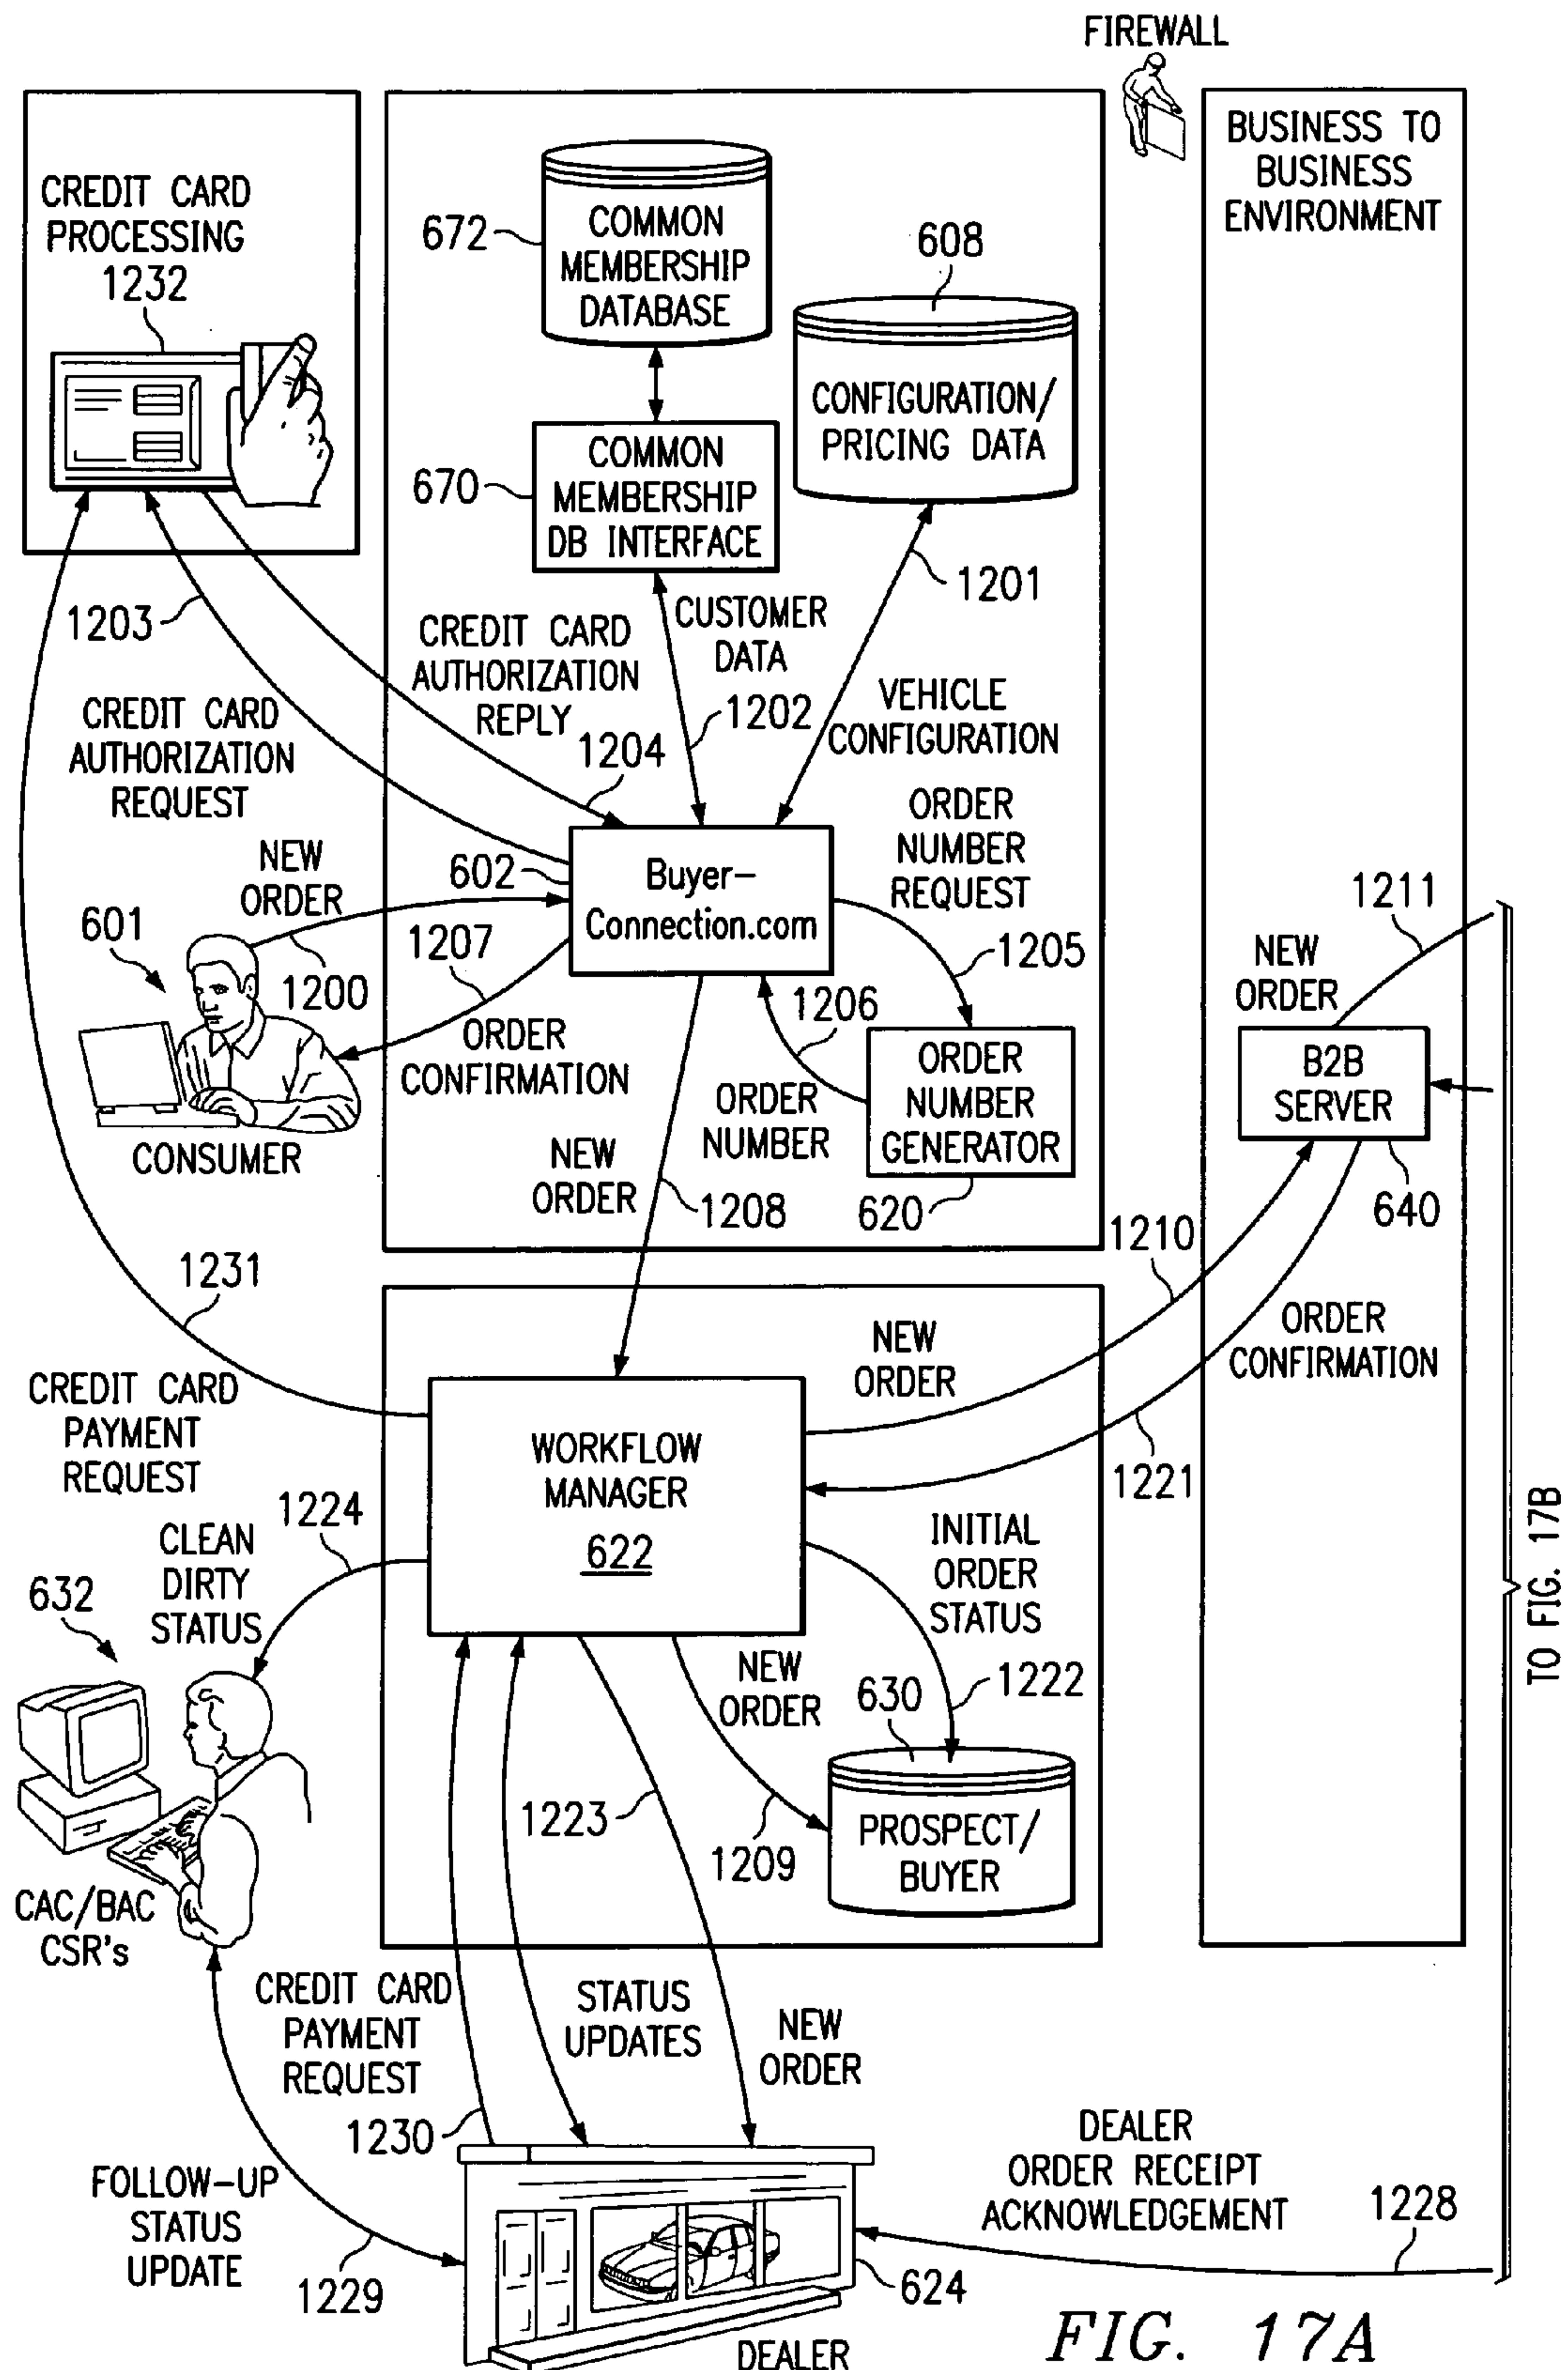 FIREWALL
BUSINESS TO
BUSINESS
ENVIRONMENT
CREDIT CARD
PROCESSING
1232
672
COMMON
MEMBERSHIP
DATABASE
608
CONFIGURATION/
PRICING DATA
670
COMMON
MEMBERSHIP
DB INTERFACE
1201
1203
CREDIT CARD
AUTHORIZATION
REPLY
CUSTOMER
DATA
1202
1204
VEHICLE
CONFIGURATION
CREDIT CARD
AUTHORIZATION
REQUEST
ORDER
NUMBER
REQUEST
NEW
ORDER
602
Buyer-
Connection.com
601
1200
1207
1205
1206
1211
NEW
ORDER
ORDER
CONFIRMATION
ORDER
NUMBER
ORDER
NUMBER
GENERATOR
620
B2B
SERVER
640
CONSUMER
NEW
ORDER
1208
1210
1231
NEW
ORDER
ORDER
CONFIRMATION
CREDIT CARD
PAYMENT
REQUEST
WORKFLOW
MANAGER
622
1221
1224
CLEAN
DIRTY
STATUS
INITIAL
ORDER
STATUS
TO FIG. 17B
632
NEW
ORDER
630
1222
1223
1209
PROSPECT/
BUYER
CAC/BAC
CSR's
CREDIT CARD
PAYMENT
REQUEST
1230
STATUS
UPDATES
NEW
ORDER
DEALER
ORDER RECEIPT
ACKNOWLEDGEMENT
1228
FOLLOW-UP
STATUS
UPDATE
1229
624
DEALER
FIG. 17A